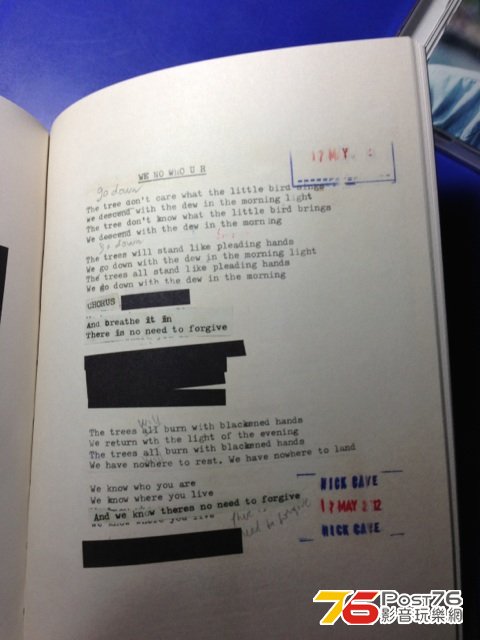 17 MAY
WE NO WHO U R
go down
The tree don't care what the little bird sings
We descend with the dew in the morning light
The tree don't know what the little bird brings
We descend with the dew in the morning
go down
The trees will stand like pleading hands
We go down with the dew in the morning light
The trees all stand like pleading hands
We go down with the dew in the morning
CHORUS
And breathe it in
There is no need to forgive
will
The trees all burn with blackened hands
We return wth the light of the evening
The trees all burn with blackened hands
We have nowhere to rest. We have nowhere to land
We know who you are
We know where you live
And we know theres no need to forgive
need to forgive
NICK CAVE
17 MAY 2012
NICK CAVE
76 Post76
影音玩樂網